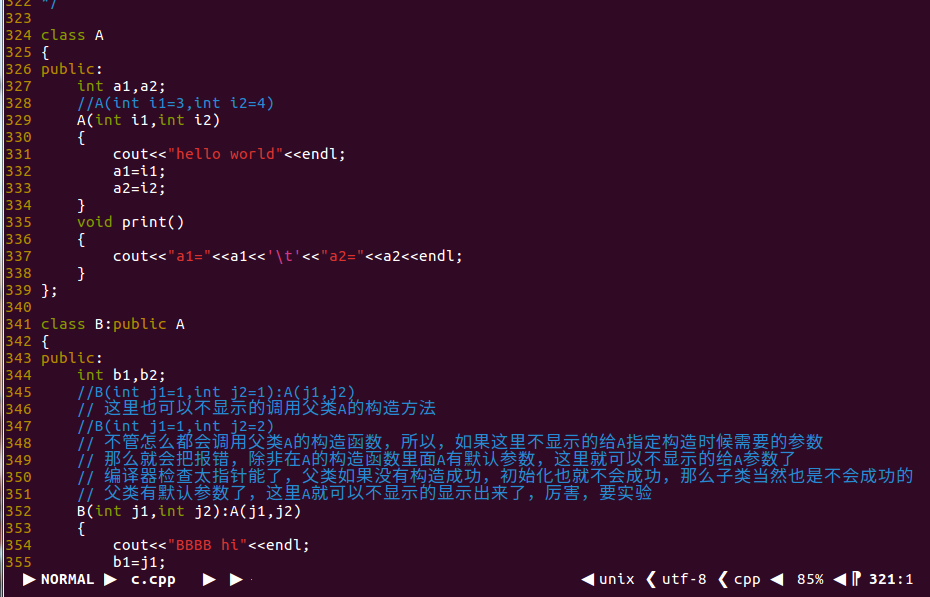 322 */
323
324 class A
325 {
326 public:
327     int a1,a2;
328     //A(int i1=3,int i2=4)
329     A(int i1,int i2)
330     {
331         cout<<"hello world"<<endl;
332         a1=i1;
333         a2=i2;
334     }
335     void print()
336     {
337         cout<<"a1="<<a1<<'\t'<<"a2="<<a2<<endl;
338     }
339 };
340
341 class B:public A
342 {
343 public:
344     int b1,b2;
345     //B(int j1=1,int j2=1):A(j1,j2)
346     // 这里也可以不显示的调用父类A的构造方法
347     //B(int j1=1,int j2=2)
348     // 不管怎么都会调用父类A的构造函数，所以，如果这里不显示的给A指定构造时候需要的参数
349     // 那么就会把报错，除非在A的构造函数里面A有默认参数，这里就可以不显示的给A参数了
350     // 编译器检查太指针能了，父类如果没有构造成功，初始化也就不会成功，那么子类当然也是不会成功的
351     // 父类有默认参数了，这里A就可以不显示的显示出来了，厉害，要实验
352     B(int j1,int j2):A(j1,j2)
353     {
354         cout<<"BBBB hi"<<endl;
355         b1=j1;
NORMAL c.cpp unix utf-8 cpp 85% 321:1